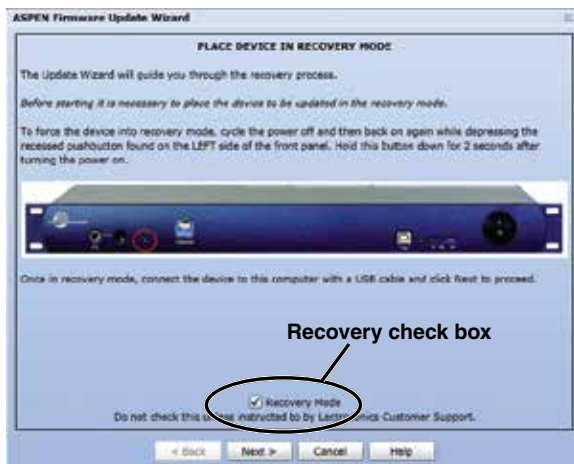 ASPEN Firmware Update Wizard
PLACE DEVICE IN RECOVERY MODE
The Update Wizard will guide you through the recovery process.
Before starting it is necessary to place the device to be updated in the recovery mode.
To force the device into recovery mode, cycle the power off and then back on again while depressing the
recessed pushbutton found on the LEFT side of the front panel. Hold this button down for 2 seconds after
turning the power on.
Once in recovery mode, connect the device to this computer with a USB cable and click Next to proceed.
Recovery check box
Recovery Mode
Do not check this unless instructed to by Lectrosonics Customer Support.
< Back Next > Cancel Help